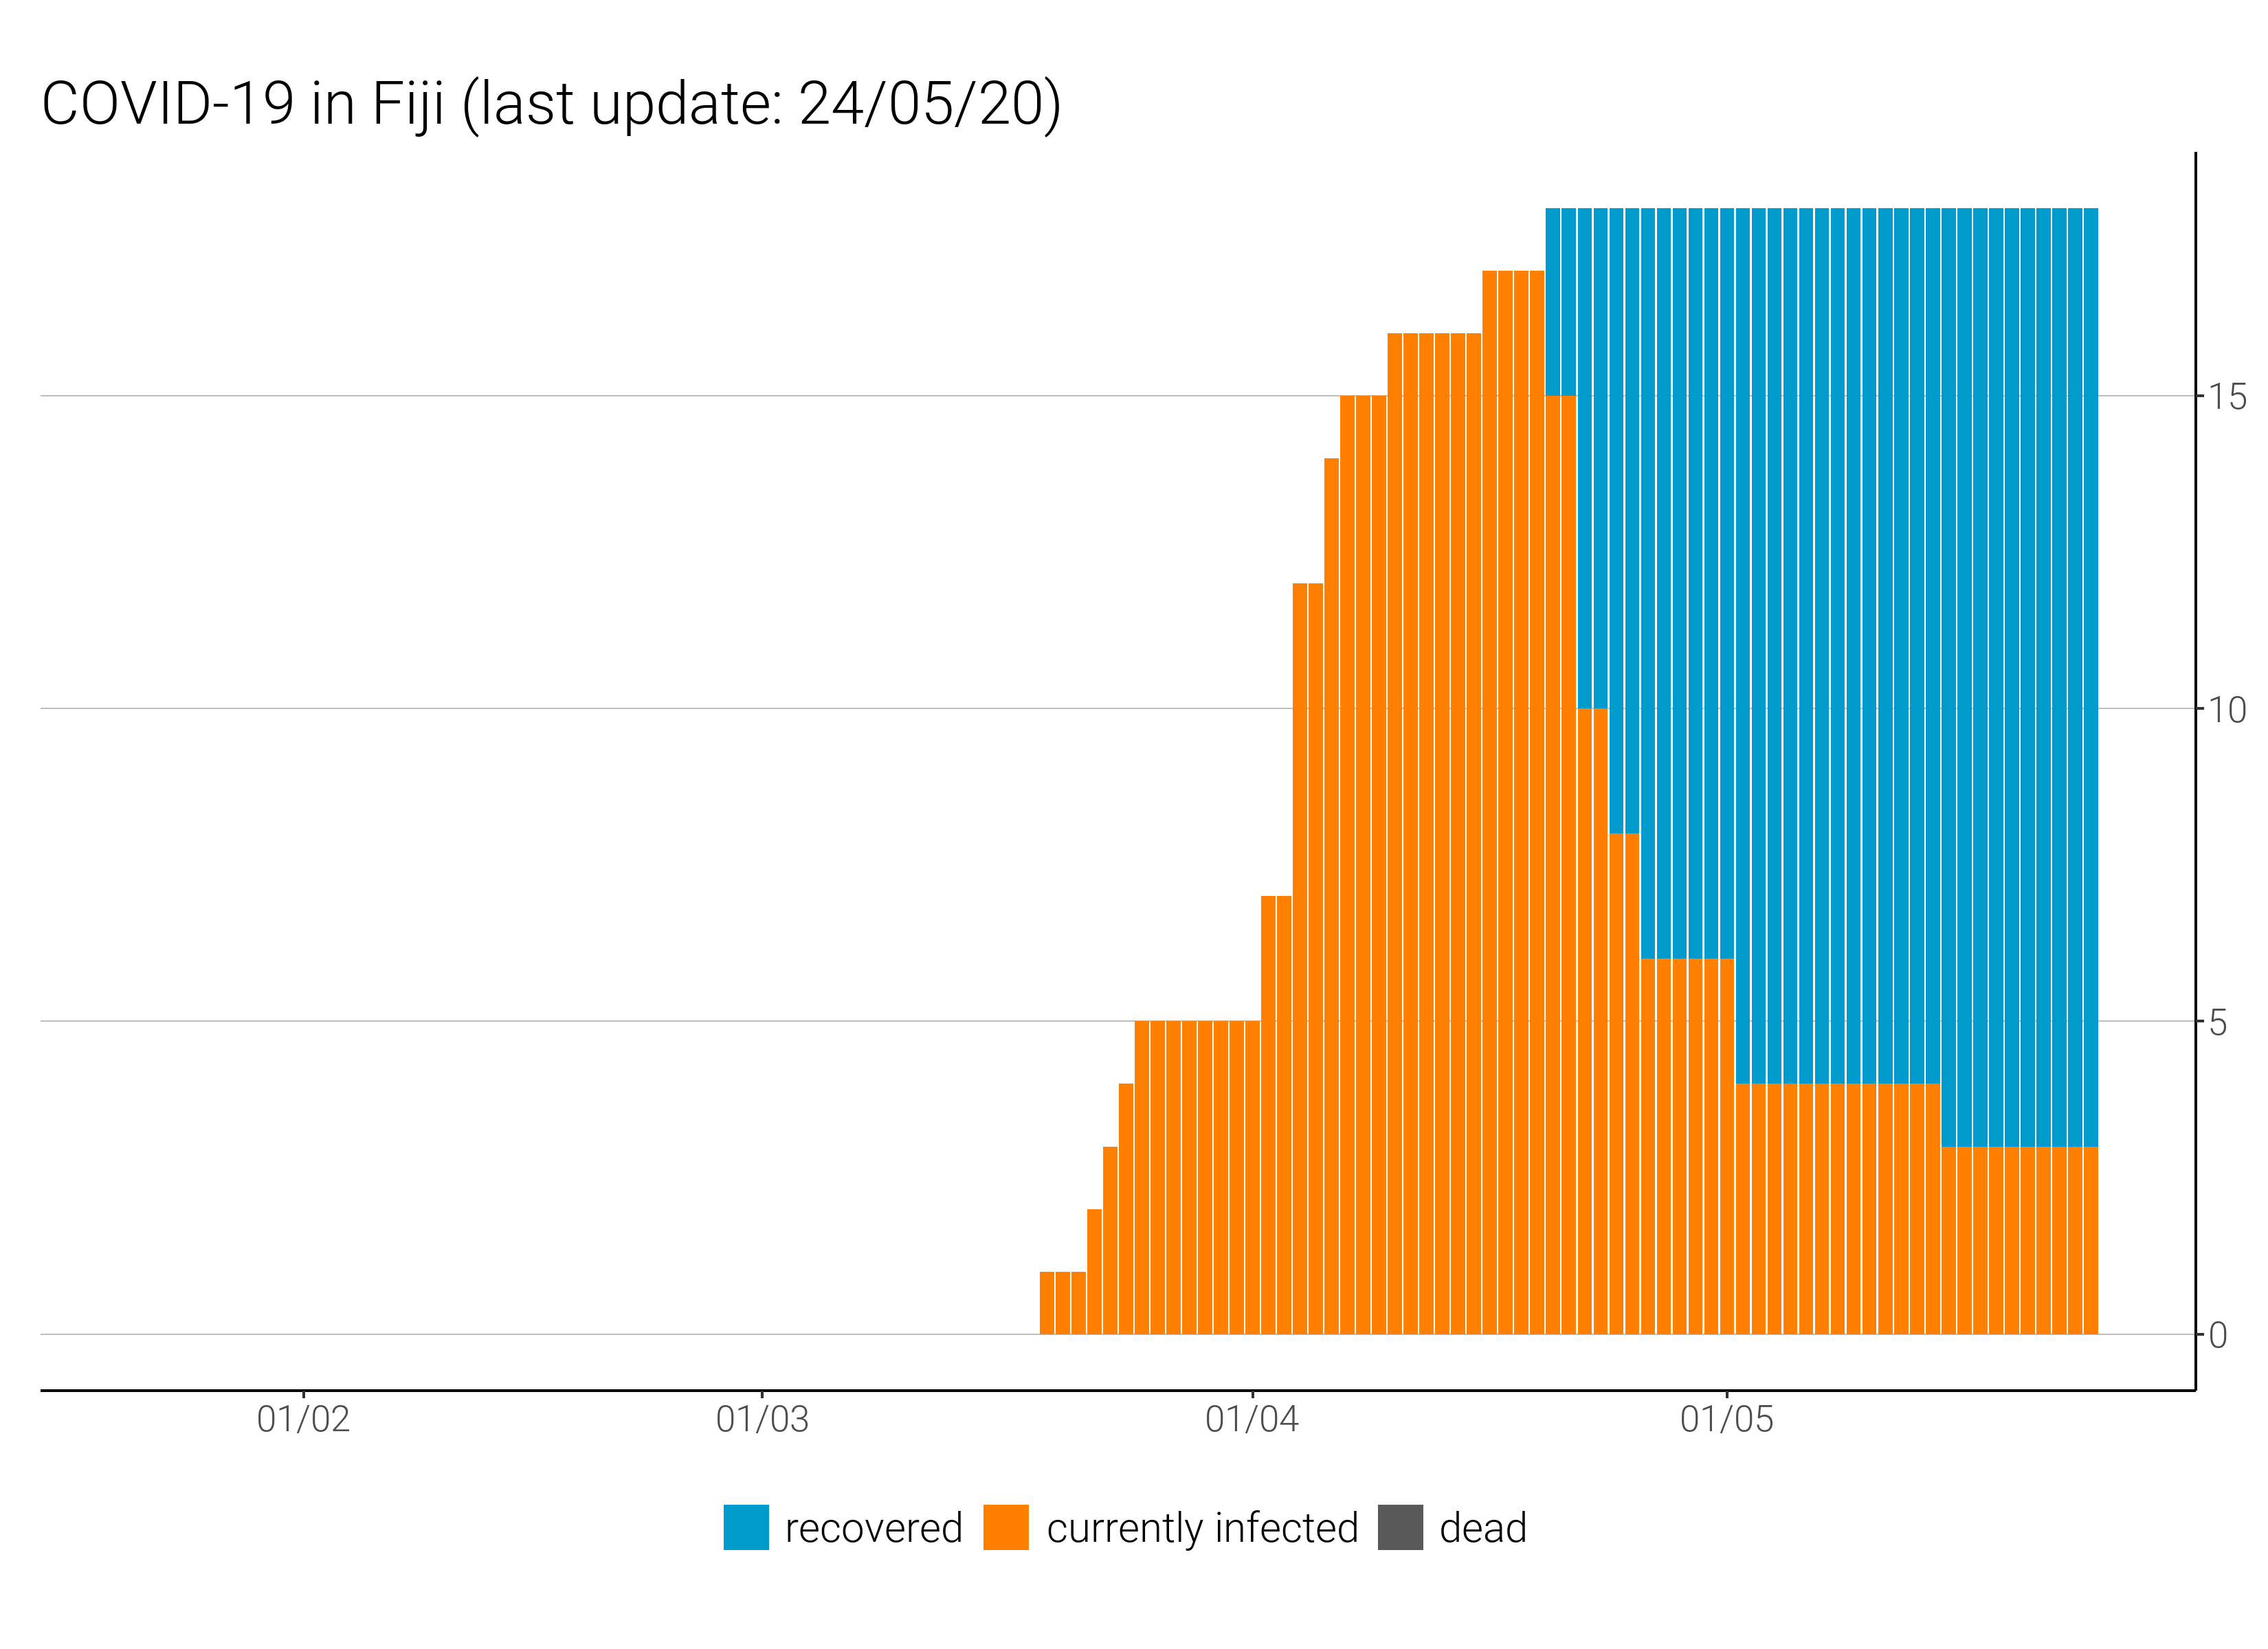 COVID-19 in Fiji (last update: 24/05/20)
15
10
5
0
01/02 01/03 01/04 01/05
recovered currently infected dead